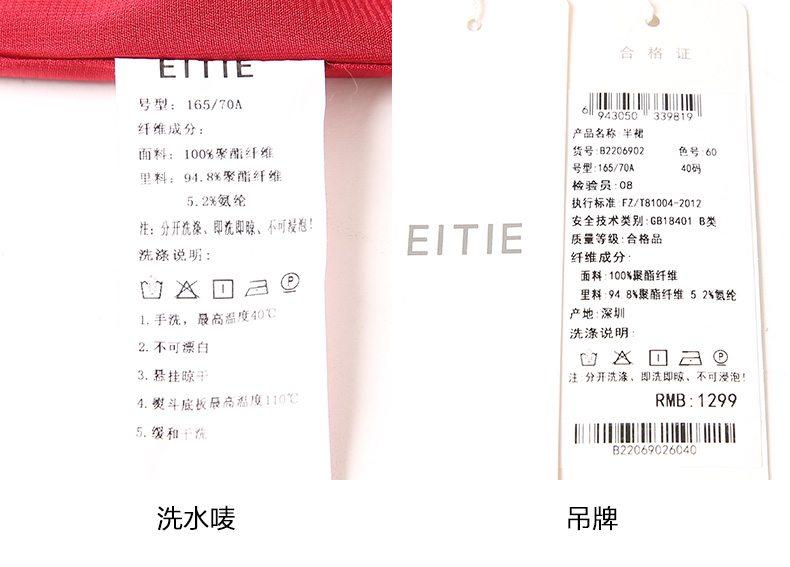 EITIE
号型: 165/70A
纤维成分:
面料: 100%聚酯纤维
里料: 94.8%聚酯纤维
5.2%氨纶
注: 分开洗涤、即洗即晾、不可浸泡!
洗涤说明:
P
1.手洗, 最高温度40℃
2.不可漂白
3.悬挂晾干
4.熨斗底板最高温度110℃
5.缓和干洗
洗水唛
EITIE
合格证
6 943050 339819
产品名称: 半裙
货号: B2206902 色号: 60
号型: 165/70A 40码
检验员: 08
执行标准: FZ/T81004-2012
安全技术类别: GB18401 B类
质量等级: 合格品
纤维成分:
面料: 100%聚酯纤维
里料: 94.8%聚酯纤维 5 2%氨纶
产地: 深圳
洗涤说明:
P
注 分开洗涤、即洗即晾、不可浸泡!
RMB: 1299
B22069026040
吊牌